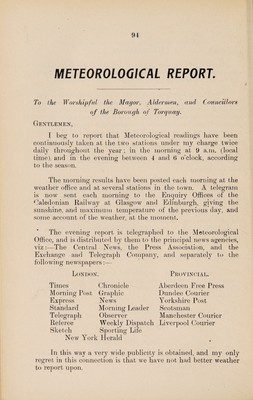 94
METEOROLOGICAL REPORT.
To the Worshipful the Mayor, Aldermen, and Councillors
of the Borough of Torquay.
GENTLEMEN,
I beg to report that Meteorological readings have been
continuously taken at the two stations under my charge twice
daily throughout the year; in the morning at 9 a.m. (local
time) and in the evening between 4 and 6 o'clock, according
to the season.
The morning results have been posted each morning at the
weather office and at several stations in the town. A telegram
is now sent each morning to the Enquiry Offices of the
Caledonian Railway at Glasgow and Edinburgh, giving the
sunshine, and maximum temperature of the previous day, and
some account of the weather, at the moment.
The evening report is telegraphed to the Meteorological
Office, and is distributed by them to the principal news agencies,
viz:—The Central News, the Press Association, and the
Exchange and Telegraph Company, and separately to the
following newspapers:—
LONDON. PROVINCIAL.
Times Chronicle Aberdeen Free Press
Morning Post Graphic Dundee Courier
Express News Yorkshire Post
Standard Morning Leader Scotsman
Telegraph Observer Manchester Courier
Referee Weekly Dispatch Liverpool Courier
Sketch Sporting Life
New York Herald
In this way a very wide publicity is obtained, and my only
regret in this connection is that we have not had better weather
to report upon.